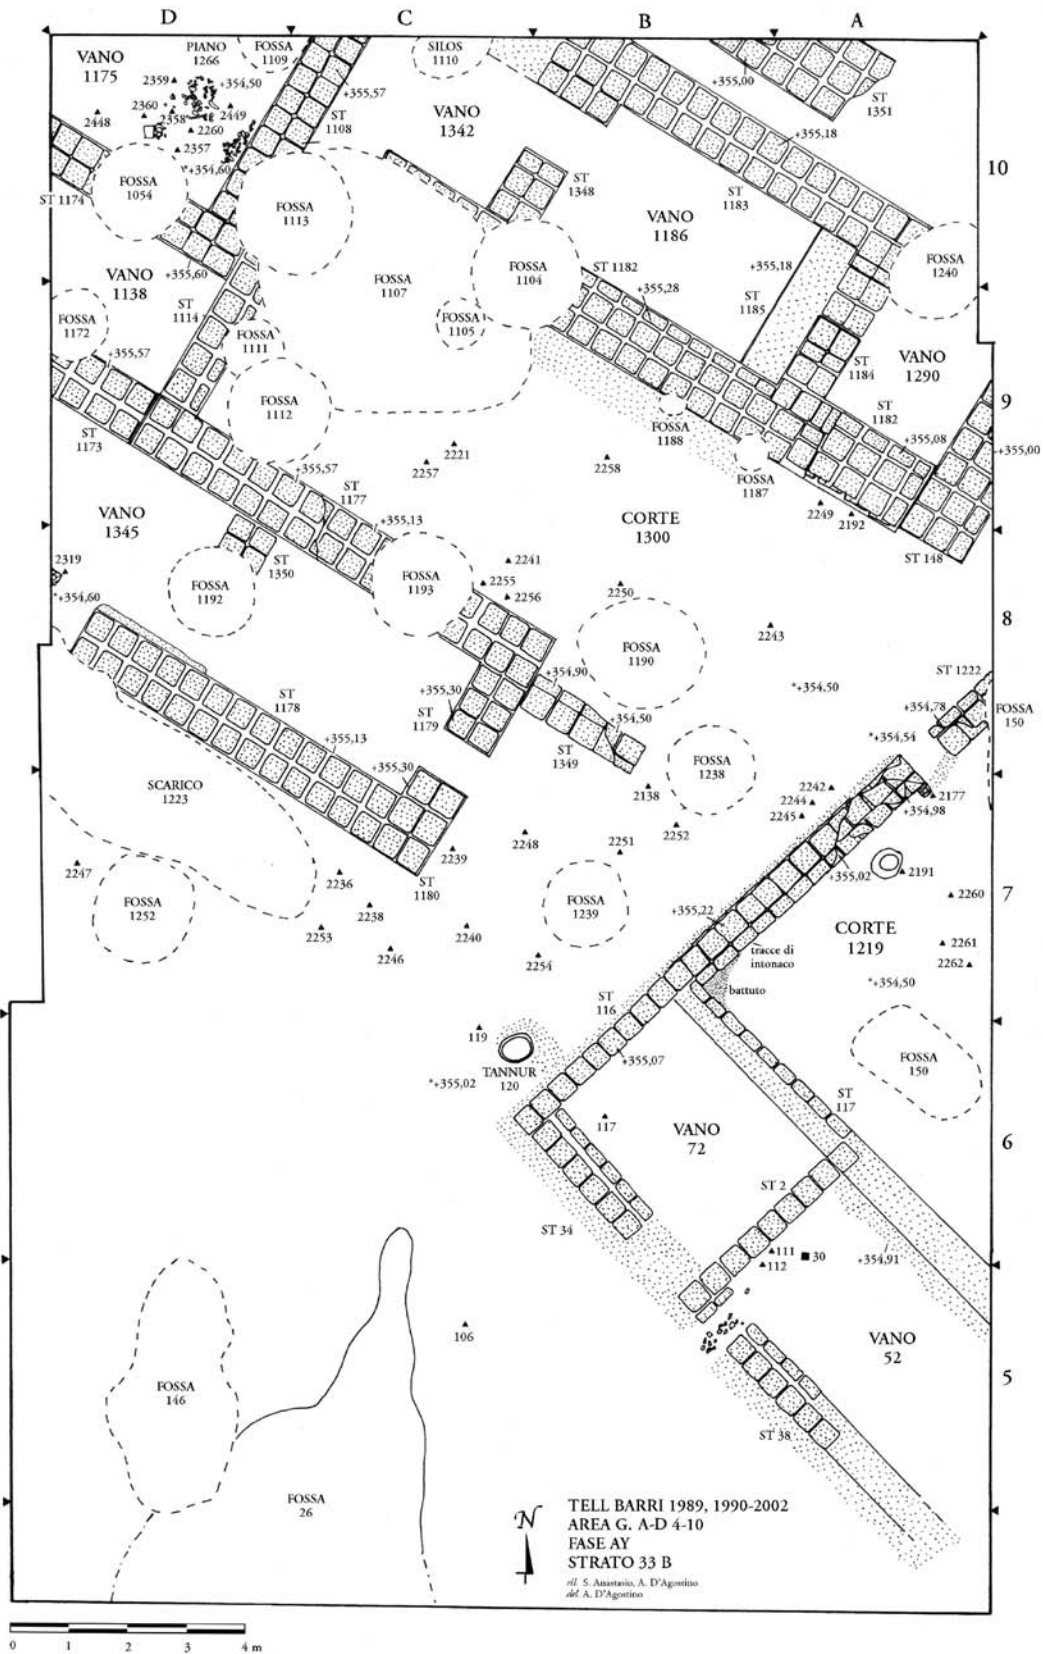 D
C
B
A
VANO
1175
PIANO
1266
FOSSA
1109
SILOS
1110
2359
+354,50
+355,57
+355,00
2360
2358
2449
2448
2260
2357
*+354,60
ST
1108
VANO
1342
ST
1351
+355,18
10
ST 1174
FOSSA
1054
FOSSA
1113
ST
1348
ST
1183
VANO
1186
FOSSA
1240
+355,60
VANO
1138
ST
1114
FOSSA
1107
FOSSA
1104
ST 1182
+355,28
+355,18
ST
1185
FOSSA
1172
FOSSA
1111
FOSSA
1105
+355,57
ST
1184
VANO
1290
FOSSA
1112
9
ST
1182
ST
1173
FOSSA
1188
+355,08
+355,00
2221
2257
2258
+355,57
ST
1177
FOSSA
1187
VANO
1345
+355,13
CORTE
1300
2249
2192
ST 148
ST
1350
2319
*+354,60
FOSSA
1192
FOSSA
1193
2241
2255
2256
2250
8
2243
FOSSA
1190
ST 1222
+354,90
*+354,50
ST
1178
+355,30
ST
1179
+354,50
+354,78
FOSSA
150
*+354,54
+355,13
ST
1349
+355,30
FOSSA
1238
SCARICO
1223
2138
2242
2244
2245
2177
+354,98
2252
2248
2251
2239
+355,02
2191
2247
2236
ST
1180
2260
7
FOSSA
1252
2238
FOSSA
1239
+355,22
CORTE
1219
2253
2240
2261
2246
2254
tracce di
intonaco
2262
*+354,50
battuto
ST
116
119
+355,07
FOSSA
150
*+355,02
TANNUR
120
ST
117
117
VANO
72
6
ST 2
ST 34
111
112
30
+354,91
106
VANO
52
FOSSA
146
5
ST 38
FOSSA
26
N
TELL BARRI 1989, 1990-2002
AREA G. A-D 4-10
FASE AY
STRATO 33 B
ril. S. Anastasio, A. D'Agostino
del. A. D'Agostino
0 1 2 3 4 m